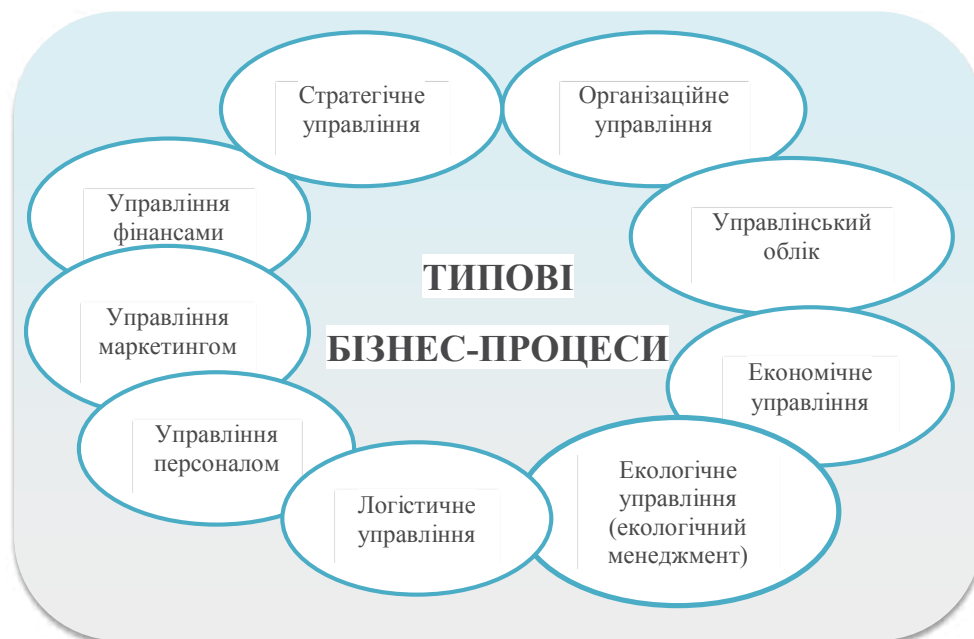 Стратегічне
управління
Організаційне
управління
Управління
фінансами
Управлінський
облік
ТИПОВІ
БІЗНЕС-ПРОЦЕСИ
Управління
маркетингом
Економічне
управління
Управління
персоналом
Логістичне
управління
Екологічне
управління
(екологічний
менеджмент)